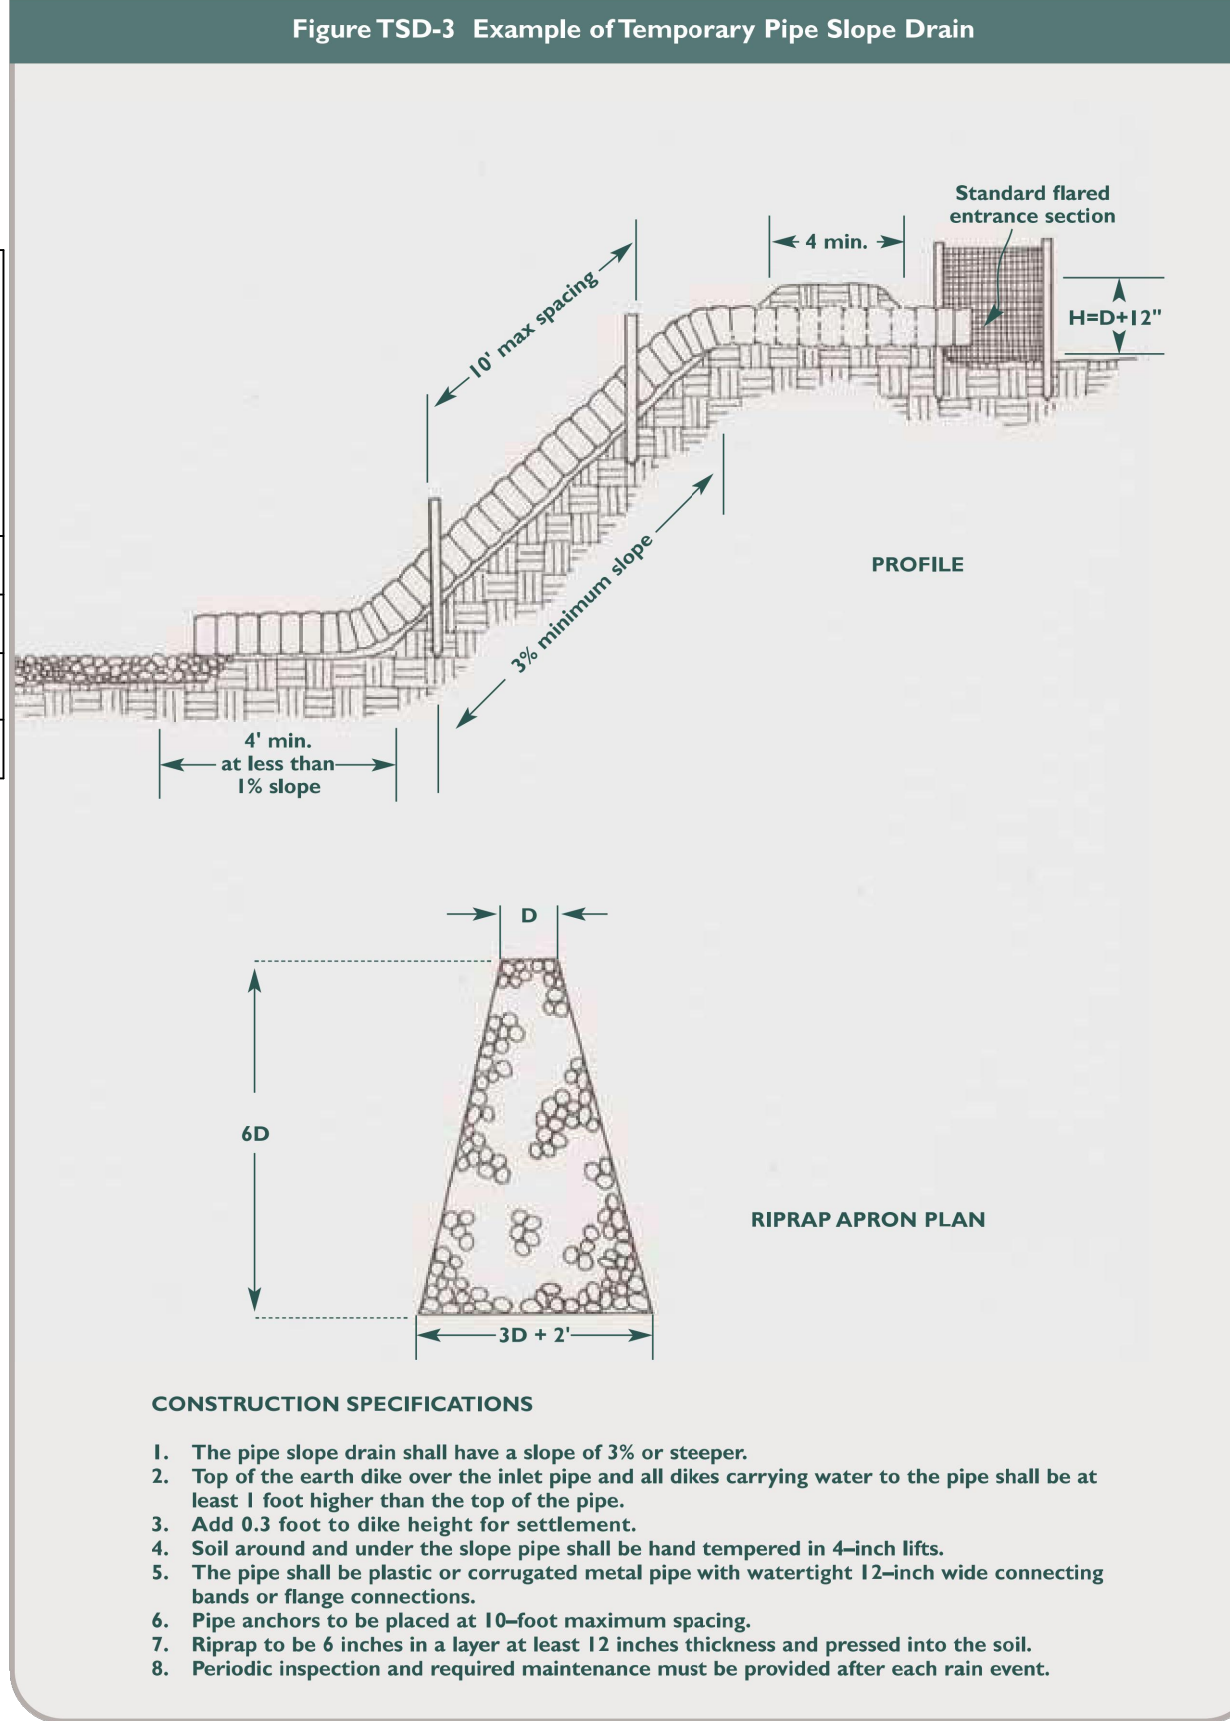 Figure TSD-3 Example of Temporary Pipe Slope Drain
Standard flared
entrance section
4 min.
10' max spacing
H=D+12"
3% minimum slope
PROFILE
4' min.
at less than
1% slope
D
6D
RIPRAP APRON PLAN
3D + 2'
CONSTRUCTION SPECIFICATIONS
1. The pipe slope drain shall have a slope of 3% or steeper.
2. Top of the earth dike over the inlet pipe and all dikes carrying water to the pipe shall be at
least 1 foot higher than the top of the pipe.
3. Add 0.3 foot to dike height for settlement.
4. Soil around and under the slope pipe shall be hand tempered in 4–inch lifts.
5. The pipe shall be plastic or corrugated metal pipe with watertight 12–inch wide connecting
bands or flange connections.
6. Pipe anchors to be placed at 10–foot maximum spacing.
7. Riprap to be 6 inches in a layer at least 12 inches thickness and pressed into the soil.
8. Periodic inspection and required maintenance must be provided after each rain event.